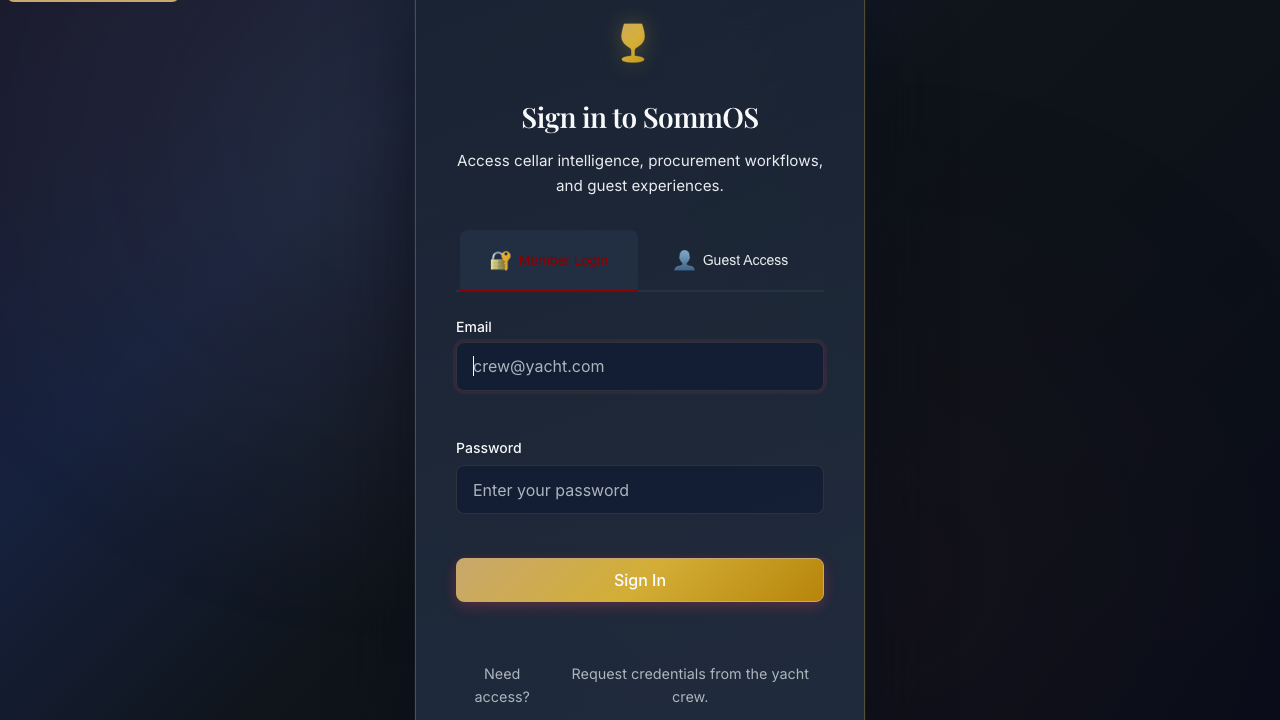 Sign in to SommOS
Access cellar intelligence, procurement workflows,
and guest experiences.
Member Login
Guest Access
Email
crew@yacht.com
Password
Enter your password
Sign In
Need
access?
Request credentials from the yacht
crew.